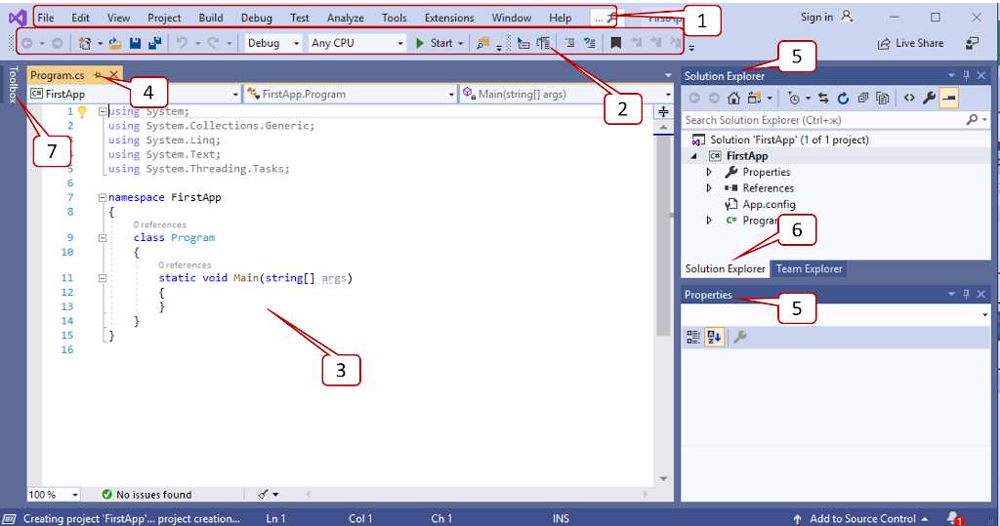 File Edit View Project Build Debug Test Analyze Tools Extensions Window Help ... 1 Sign in
Debug Any CPU Start Live Share
Toolbox
Program.cs
4
5
Solution Explorer
FirstApp FirstApp.Program Main(string[] args)
2
7
Search Solution Explorer (Ctrl+ж)
1 using System;
2 using System.Collections.Generic;
using System.Linq;
using System.Text;
5 using System.Threading.Tasks;
6
7 namespace FirstApp
8 {
0 references
9 class Program
10 {
0 references
11 static void Main(string[] args)
12 {
13 }
14 }
15 }
16
3
Solution 'FirstApp' (1 of 1 project)
FirstApp
Properties
References
App.config
6
Solution Explorer Team Explorer
Properties
5
100 % No issues found
Creating project 'FirstApp'... project creation... Ln 1 Col 1 Ch 1 INS Add to Source Control 1